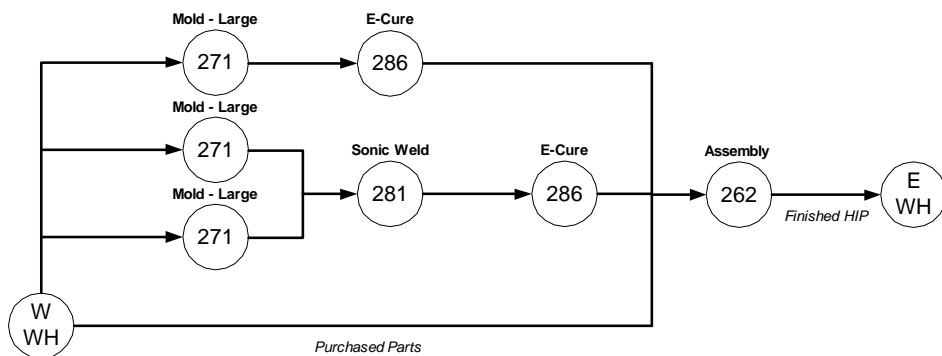 Mold - Large
E-Cure
271
286
Mold - Large
271
Sonic Weld
E-Cure
Assembly
Mold - Large
281
286
262
E
WH
271
Finished HIP
W
WH
Purchased Parts